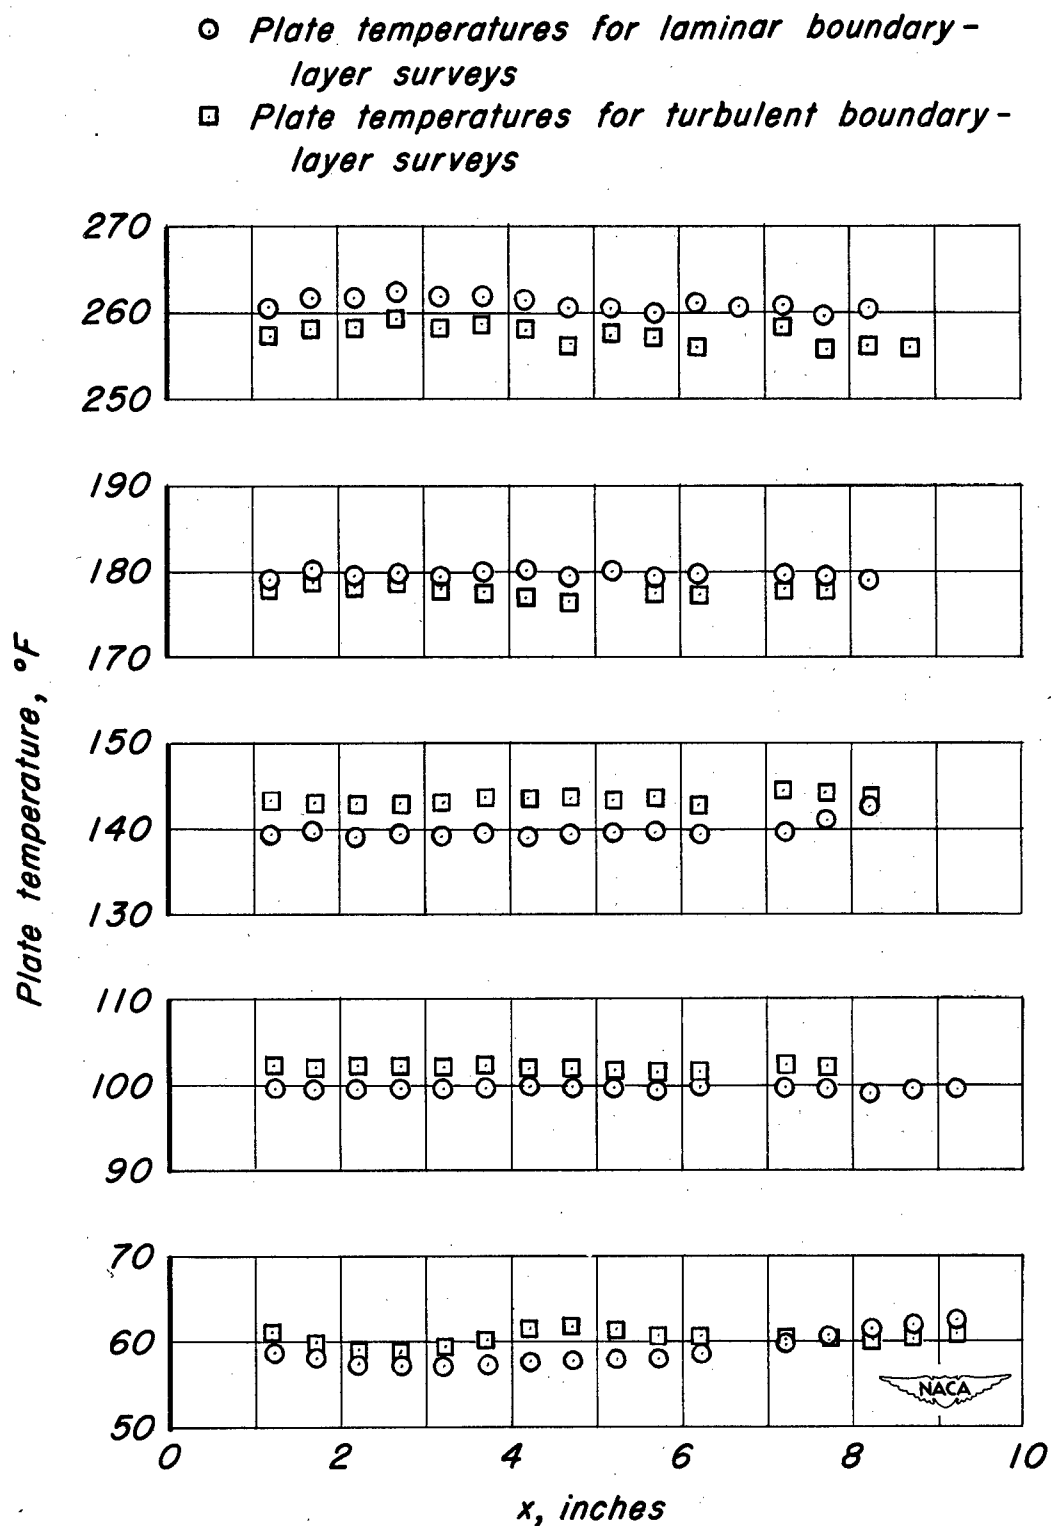 Plate temperatures for laminar boundary-
layer surveys
Plate temperatures for turbulent boundary-
layer surveys
270
260
250
190
180
170
150
140
130
110
100
90
70
60
50
Plate temperature, °F
0 2 4 6 8 10
x, inches
NACA